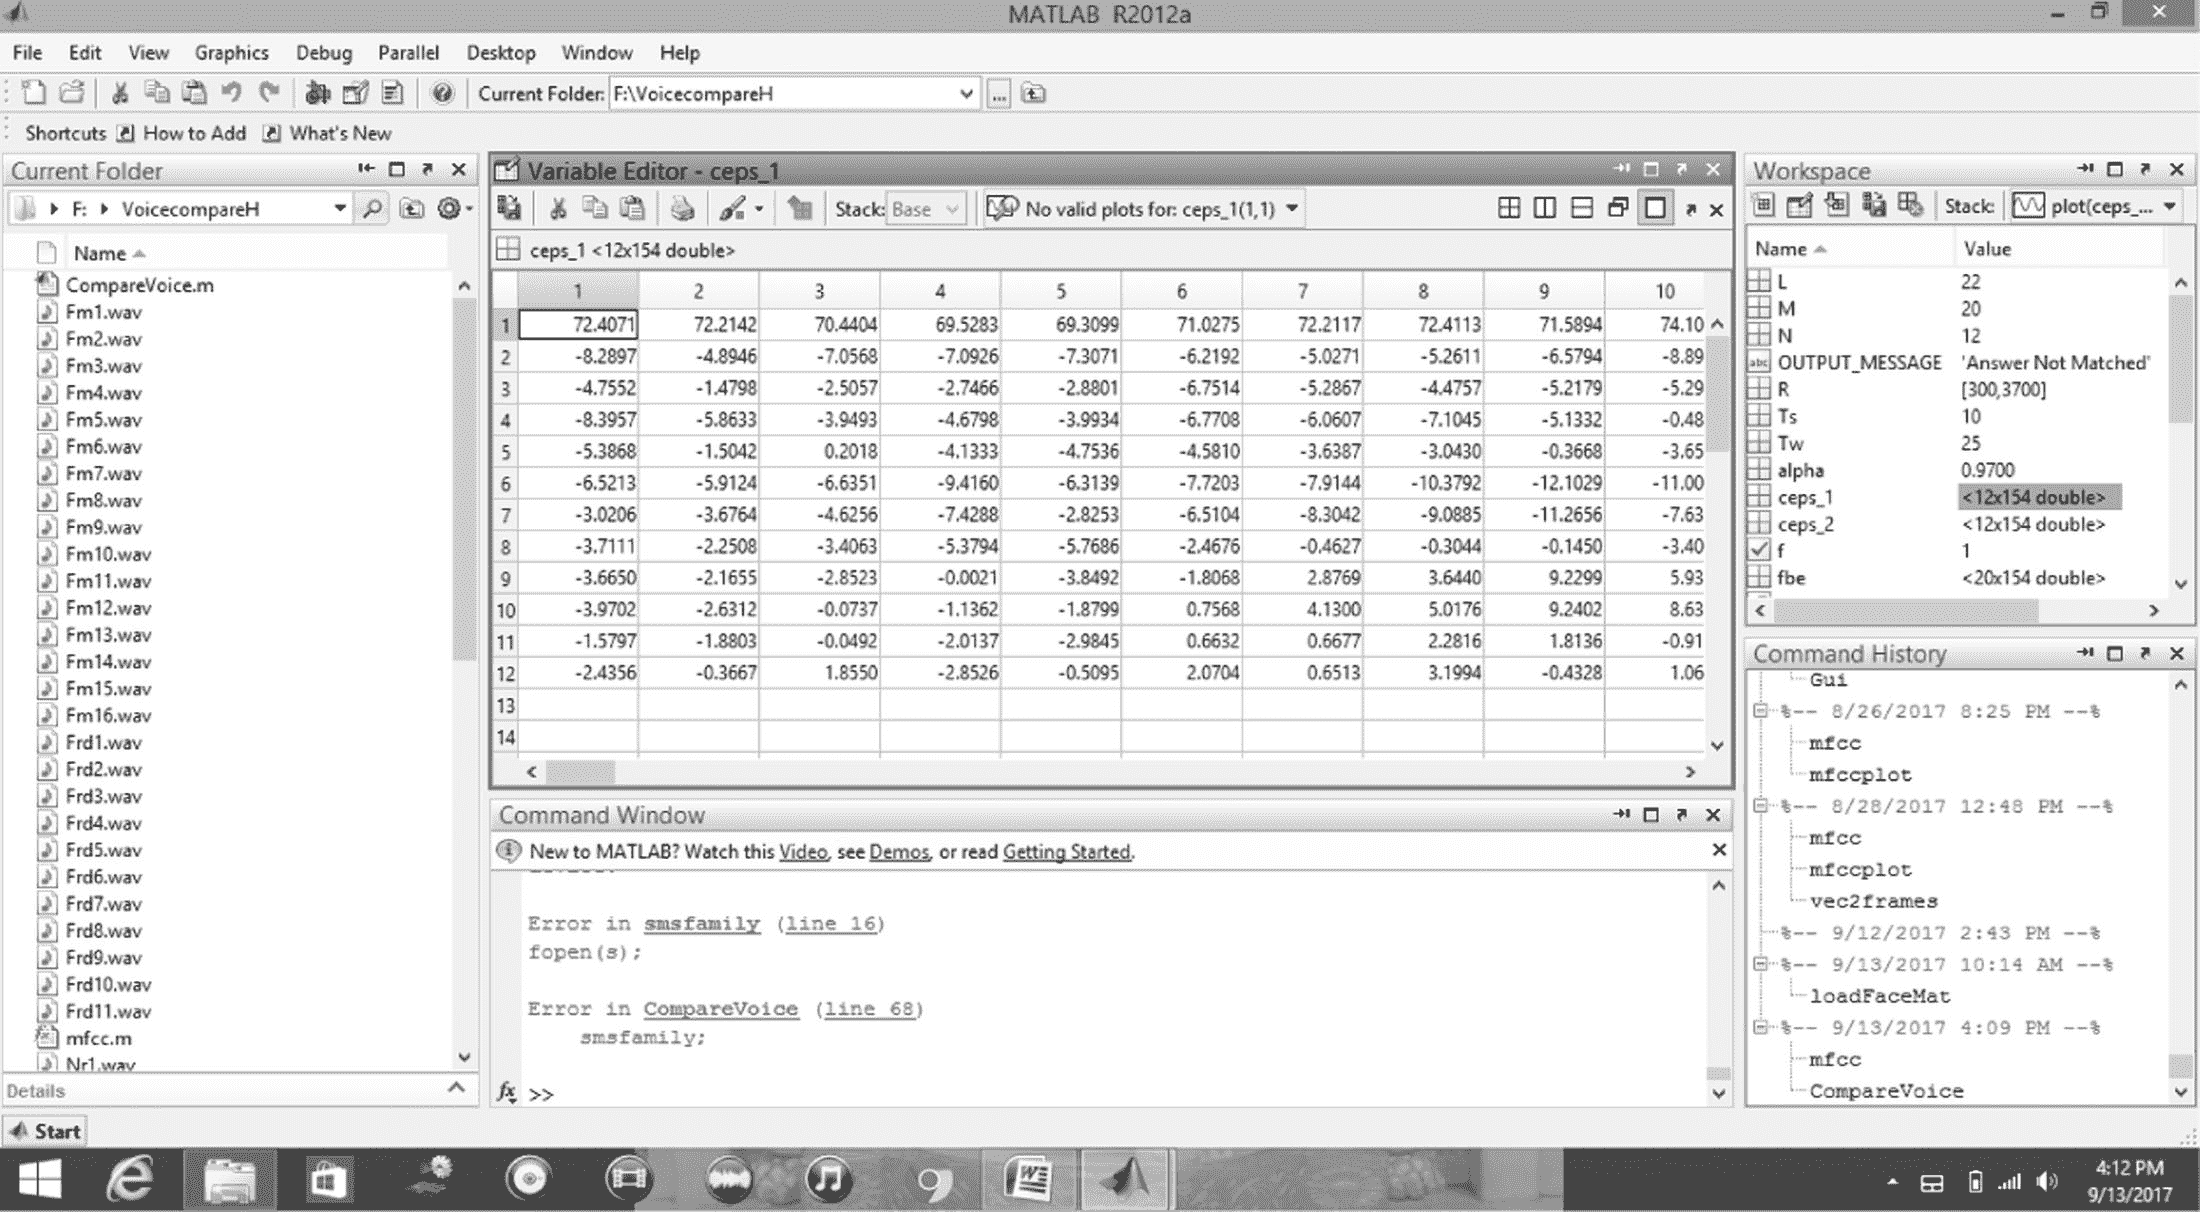 MATLAB R2012a
File Edit View Graphics Debug Parallel Desktop Window Help
Current Folder: F:\VoicecompareH
Shortcuts How to Add What's New
Current Folder
F: VoicecompareH
Name
CompareVoice.m
Fm1.wav
Fm2.wav
Fm3.wav
Fm4.wav
Fm5.wav
Fm6.wav
Fm7.wav
Fm8.wav
Fm9.wav
Fm10.wav
Fm11.wav
Fm12.wav
Fm13.wav
Fm14.wav
Fm15.wav
Fm16.wav
Frd1.wav
Frd2.wav
Frd3.wav
Frd4.wav
Frd5.wav
Frd6.wav
Frd7.wav
Frd8.wav
Frd9.wav
Frd10.wav
Frd11.wav
mfcc.m
Nr1.wav
Details
Start
Variable Editor - ceps_1
Stack: Base No valid plots for: ceps_1(1,1)
ceps_1 <12x154 double>
1 2 3 4 5 6 7 8 9 10
1 72.4071 72.2142 70.4404 69.5283 69.3099 71.0275 72.2117 72.4113 71.5894 74.10
2 -8.2897 -4.8946 -7.0568 -7.0926 -7.3071 -6.2192 -5.0271 -5.2611 -6.5794 -8.89
3 -4.7552 -1.4798 -2.5057 -2.7466 -2.8801 -6.7514 -5.2867 -4.4757 -5.2179 -5.29
4 -8.3957 -5.8633 -3.9493 -4.6798 -3.9934 -6.7708 -6.0607 -7.1045 -5.1332 -0.48
5 -5.3868 -1.5042 0.2018 -4.1333 -4.7536 -4.5810 -3.6387 -3.0430 -0.3668 -3.65
6 -6.5213 -5.9124 -6.6351 -9.4160 -6.3139 -7.7203 -7.9144 -10.3792 -12.1029 -11.00
7 -3.0206 -3.6764 -4.6256 -7.4288 -2.8253 -6.5104 -8.3042 -9.0885 -11.2656 -7.63
8 -3.7111 -2.2508 -3.4063 -5.3794 -5.7686 -2.4676 -0.4627 -0.3044 -0.1450 -3.40
9 -3.6650 -2.1655 -2.8523 -0.0021 -3.8492 -1.8068 2.8769 3.6440 9.2299 5.93
10 -3.9702 -2.6312 -0.0737 -1.1362 -1.8799 0.7568 4.1300 5.0176 9.2402 8.63
11 -1.5797 -1.8803 -0.0492 -2.0137 -2.9845 0.6632 0.6677 2.2816 1.8136 -0.91
12 -2.4356 -0.3667 1.8550 -2.8526 -0.5095 2.0704 0.6513 3.1994 -0.4328 1.06
13
14
Command Window
New to MATLAB? Watch this Video, see Demos, or read Getting Started.
Error in smsfamily (line 16)
fopen(s);
Error in CompareVoice (line 68)
smsfamily;
fx >>
Workspace
Stack: plot(ceps_...
Name Value
L 22
M 20
N 12
abc OUTPUT_MESSAGE 'Answer Not Matched'
R [300,3700]
Ts 10
Tw 25
alpha 0.9700
ceps_1 <12x154 double>
ceps_2 <12x154 double>
f 1
fbe <20x154 double>
Command History
Gui
%-- 8/26/2017 8:25 PM --%
mfcc
mfccplot
%-- 8/28/2017 12:48 PM --%
mfcc
mfccplot
vec2frames
%-- 9/12/2017 2:43 PM --%
%-- 9/13/2017 10:14 AM --%
loadFaceMat
%-- 9/13/2017 4:09 PM --%
mfcc
CompareVoice
4:12 PM
9/13/2017